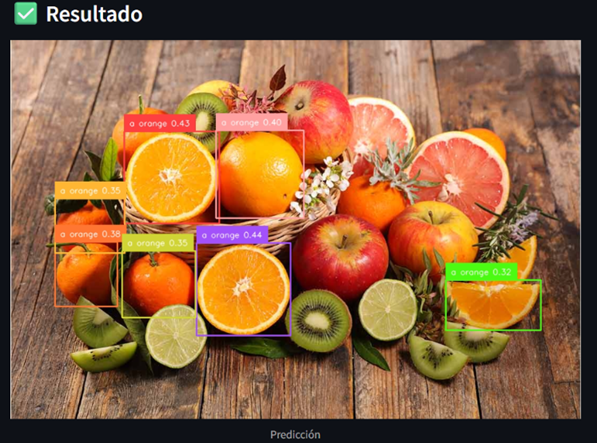 ✅ Resultado
a orange 0.43
a orange 0.40
a orange 0.35
a orange 0.38
a orange 0.35
a orange 0.44
a orange 0.32
Predicción